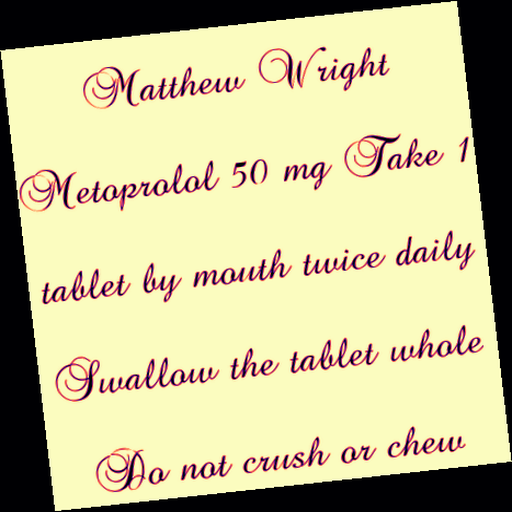 Matthew Wright
Metoprolol 50 mg Take 1
tablet by mouth twice daily
Swallow the tablet whole
Do not crush or chew